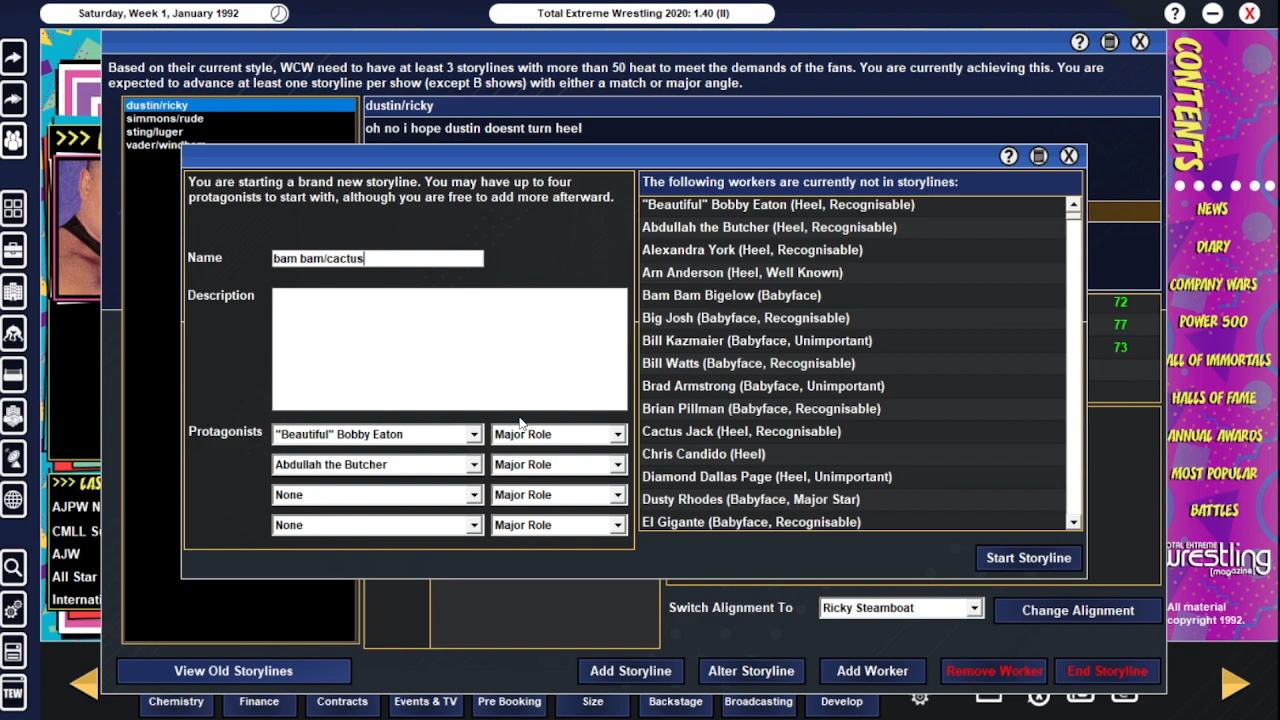 Saturday, Week 1, January 1992
Total Extreme Wrestling 2020: 1.40 (II)
Based on their current style, WCW need to have at least 3 storylines with more than 50 heat to meet the demands of the fans. You are currently achieving this. You are
expected to advance at least one storyline per show (except B shows) with either a match or major angle.
dustin/ricky
simmons/rude
sting/luger
dustin/ricky
oh no i hope dustin doesnt turn heel
You are starting a brand new storyline. You may have up to four
protagonists to start with, although you are free to add more afterward.
Name
bam bam/cactus
Description
Protagonists
"Beautiful" Bobby Eaton
Major Role
Abdullah the Butcher
Major Role
None
Major Role
None
Major Role
The following workers are currently not in storylines:
"Beautiful" Bobby Eaton (Heel, Recognisable)
Abdullah the Butcher (Heel, Recognisable)
Alexandra York (Heel, Recognisable)
Arn Anderson (Heel, Well Known)
Bam Bam Bigelow (Babyface)
Big Josh (Babyface, Recognisable)
Bill Kazmaier (Babyface, Unimportant)
Bill Watts (Babyface, Recognisable)
Brad Armstrong (Babyface, Unimportant)
Brian Pillman (Babyface, Recognisable)
Cactus Jack (Heel, Recognisable)
Chris Candido (Heel)
Diamond Dallas Page (Heel, Unimportant)
Dusty Rhodes (Babyface, Major Star)
El Gigante (Babyface, Recognisable)
Start Storyline
72
77
73
Switch Alignment To
Ricky Steamboat
Change Alignment
View Old Storylines
Add Storyline
Alter Storyline
Add Worker
Remove Worker
End Storyline
>>>
>>> LAS
AJPW N
CMLL S
AJW
All Star
Internati
CONTENTS
NEWS
DIARY
COMPANY WARS
POWER 500
ALL OF IMMORTALS
HALLS OF FAME
ANNUAL AWARDS
MOST POPULAR
BATTLES
TOTAL EXTREME
wrestling
[magazine]
All material
copyright 1992.
TEW
Chemistry
Finance
Contracts
Events & TV
Pre Booking
Size
Backstage
Broadcasting
Develop